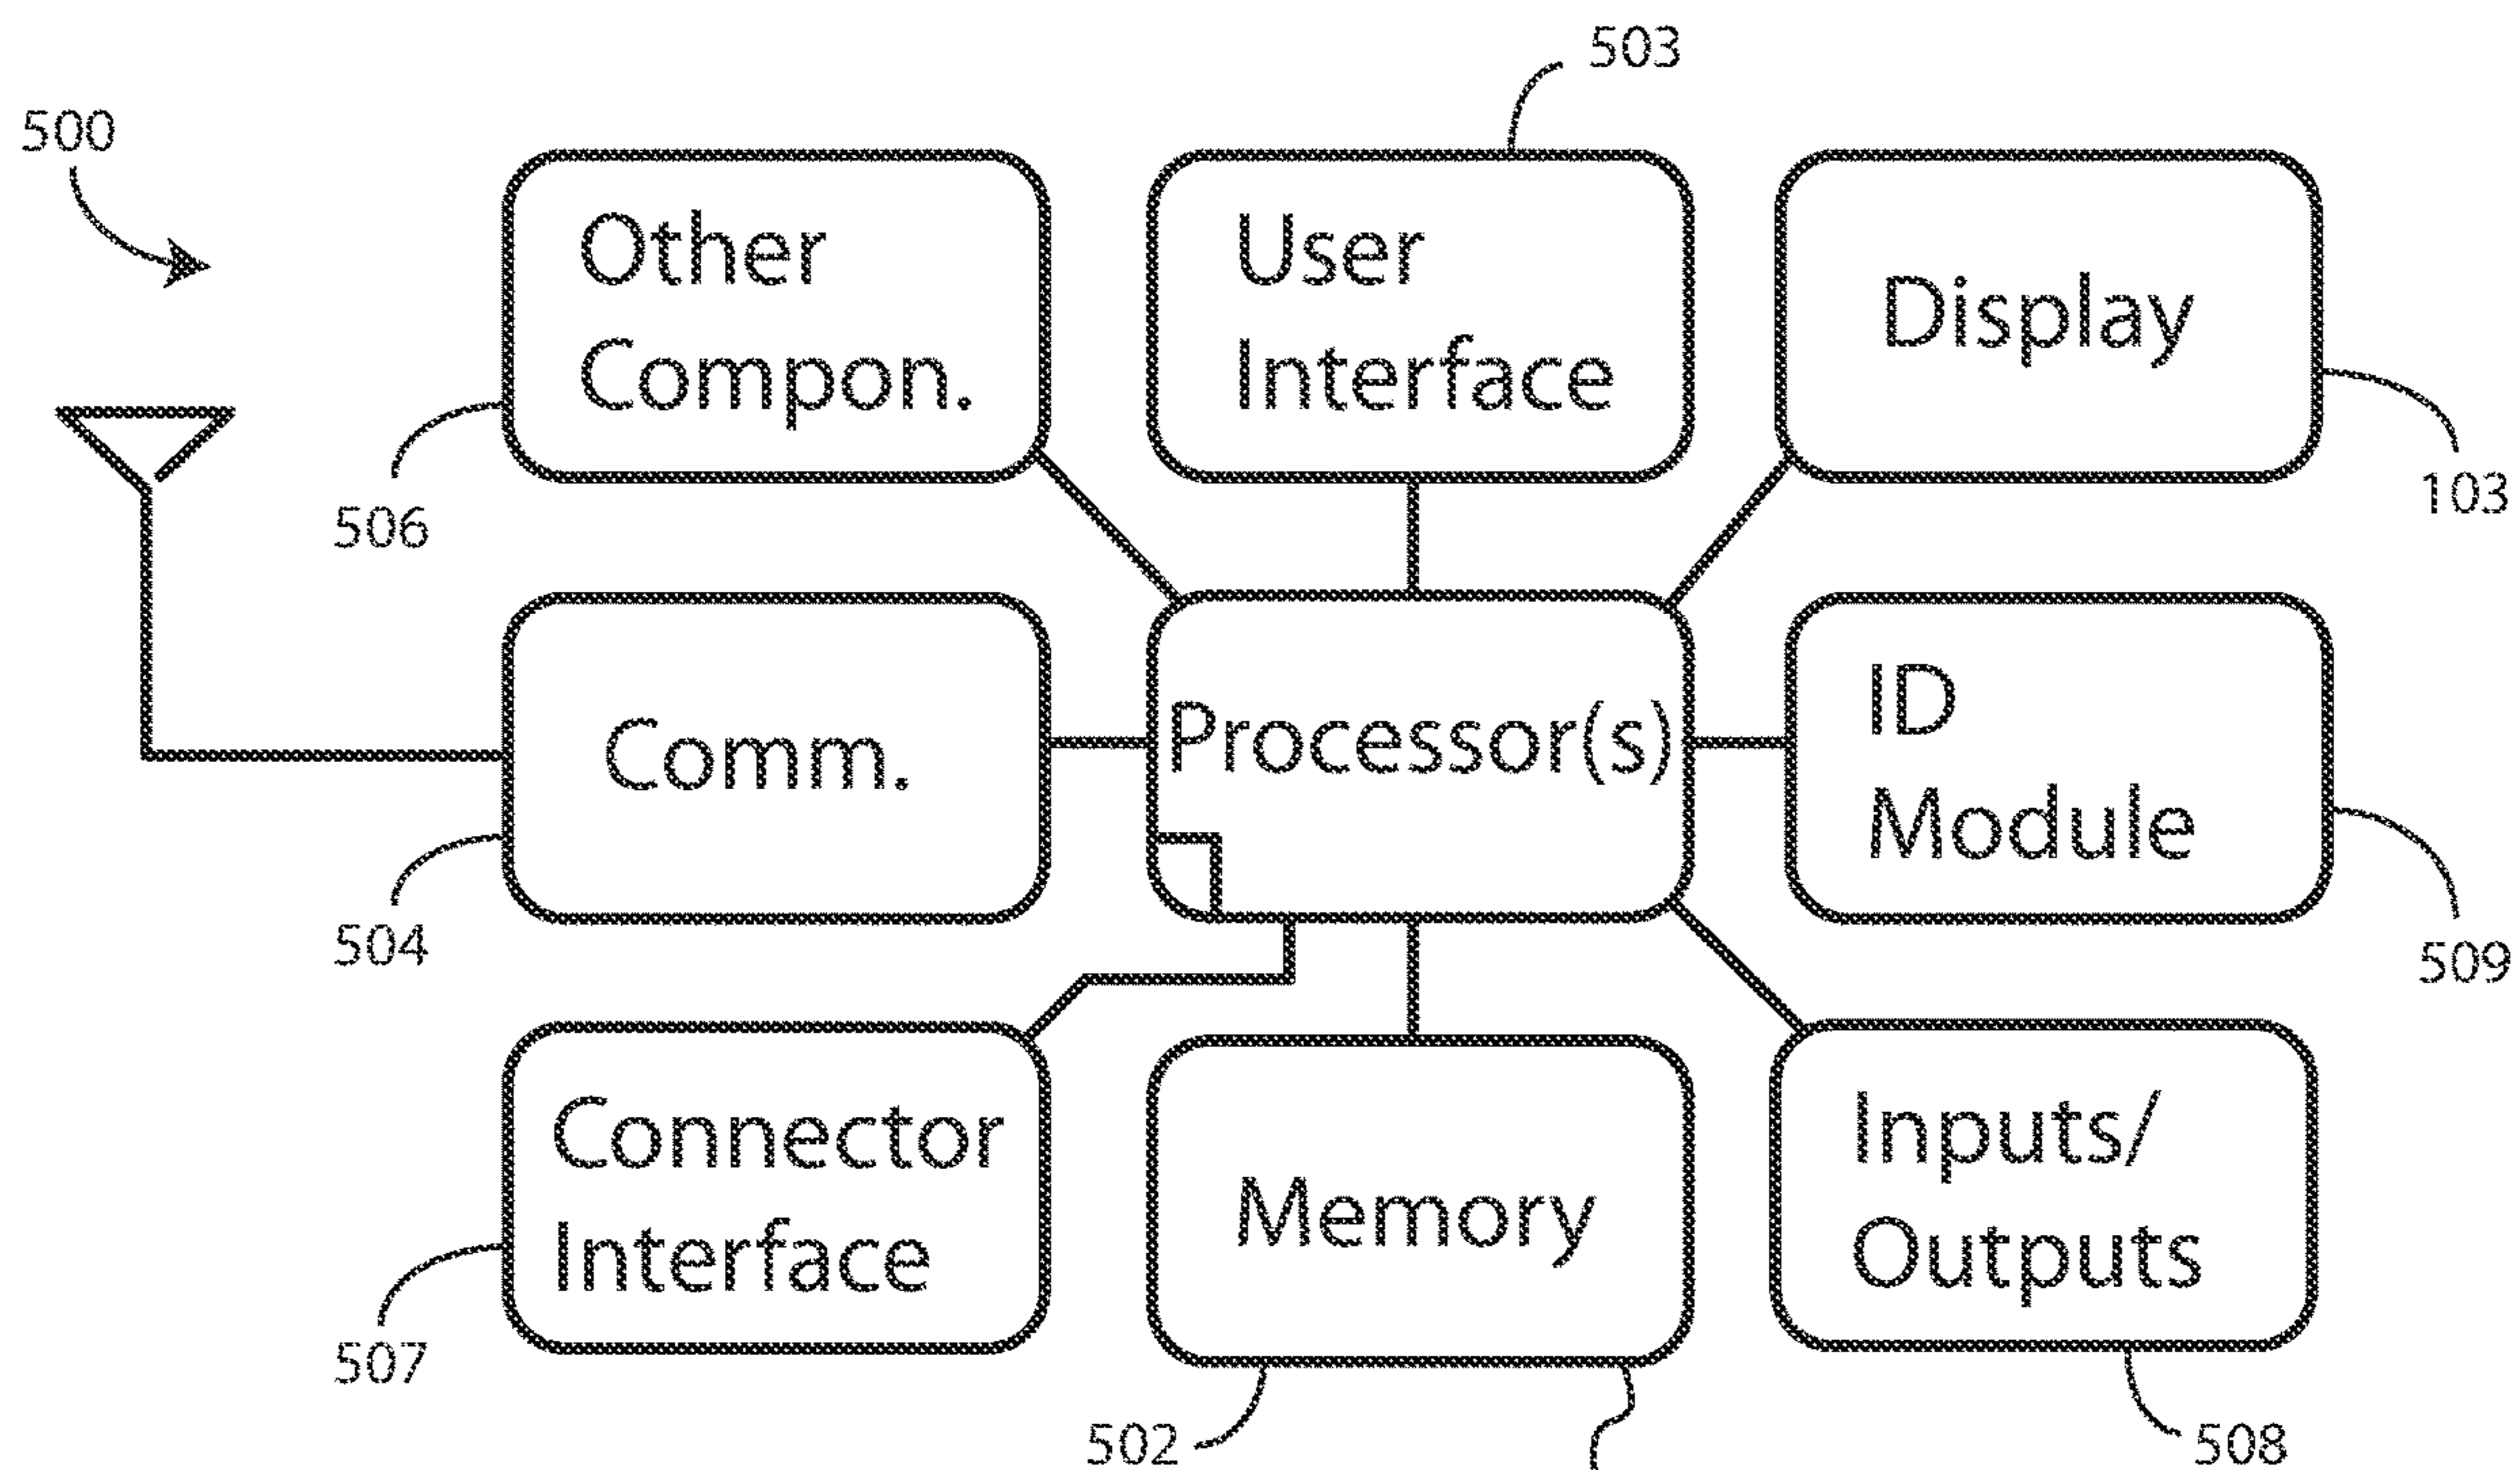 503
500
Other
Compon.
User
Interface
Display
506
103
Comm.
Processor(s)
ID
Module
504
509
Connector
Interface
Memory
Inputs/
Outputs
507
502
508